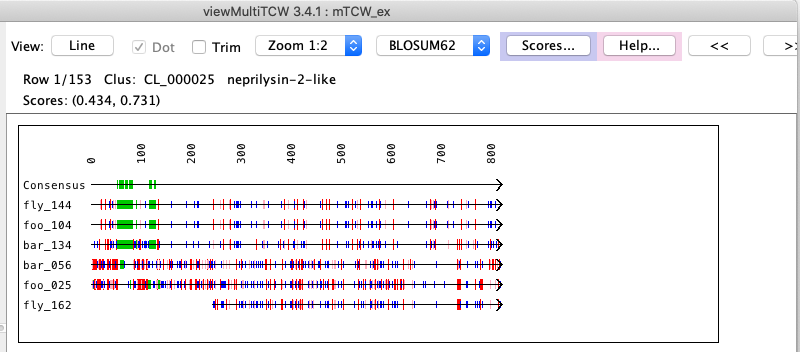 viewMultiTCW 3.4.1 : mTCW_ex
View: Line Dot Trim Zoom 1:2 BLOSUM62 Scores... Help... << >
Row 1/153 Clus: CL_000025 neprilysin-2-like
Scores: (0.434, 0.731)
0 100 200 300 400 500 600 700 800
Consensus
fly_144
foo_104
bar_134
bar_056
foo_025
fly_162